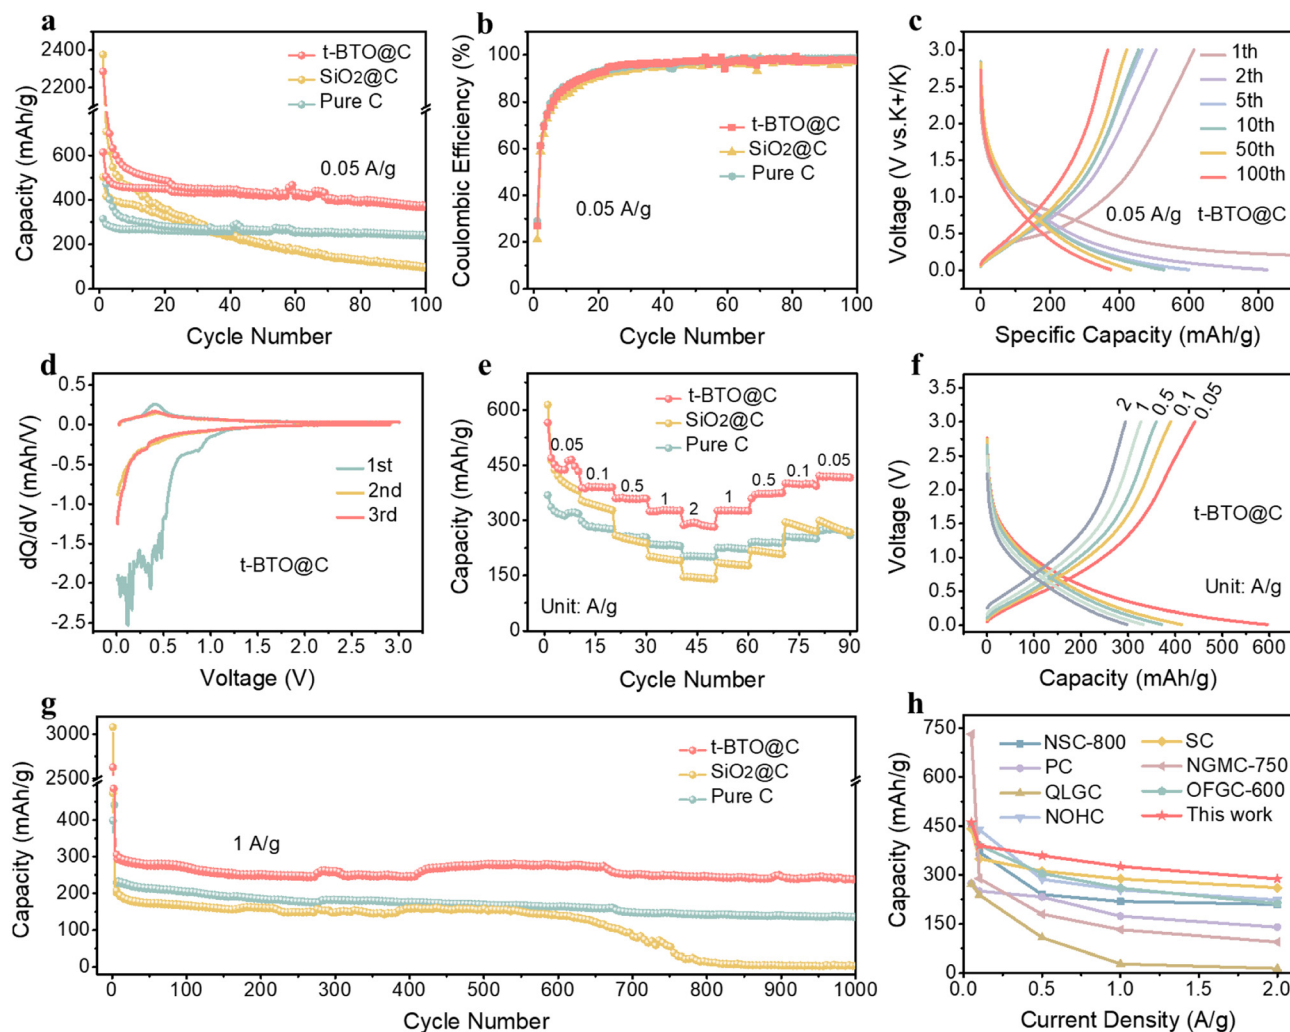 a
t-BTO@C
SiO2@C
Pure C
0.05 A/g
2400
2200
600
400
200
0
0 20 40 60 80 100
Capacity (mAh/g)
Cycle Number
b
t-BTO@C
SiO2@C
Pure C
0.05 A/g
100
80
60
40
20
0
0 20 40 60 80 100
Coulombic Efficiency (%)
Cycle Number
c
1th
2th
5th
10th
50th
100th
0.05 A/g t-BTO@C
3.0
2.5
2.0
1.5
1.0
0.5
0.0
0 200 400 600 800
Voltage (V vs.K+/K)
Specific Capacity (mAh/g)
d
1st
2nd
3rd
t-BTO@C
0.5
0.0
-0.5
-1.0
-1.5
-2.0
-2.5
0.0 0.5 1.0 1.5 2.0 2.5 3.0
dQ/dV (mAh/V)
Voltage (V)
e
t-BTO@C
SiO2@C
Pure C
0.05
0.1
0.5
1
2
1
0.5
0.1
0.05
Unit: A/g
600
450
300
150
0
0 15 30 45 60 75 90
Capacity (mAh/g)
Cycle Number
f
2 1 0.5 0.1 0.05
t-BTO@C
Unit: A/g
3.5
3.0
2.5
2.0
1.5
1.0
0.5
0.0
0 100 200 300 400 500 600
Voltage (V)
Capacity (mAh/g)
g
t-BTO@C
SiO2@C
Pure C
1 A/g
3000
2500
400
300
200
100
0
0 100 200 300 400 500 600 700 800 900 1000
Capacity (mAh/g)
Cycle Number
h
NSC-800 SC
PC NGMC-750
QLGC OFGC-600
NOHC This work
750
600
450
300
150
0
0.0 0.5 1.0 1.5 2.0
Capacity (mAh/g)
Current Density (A/g)